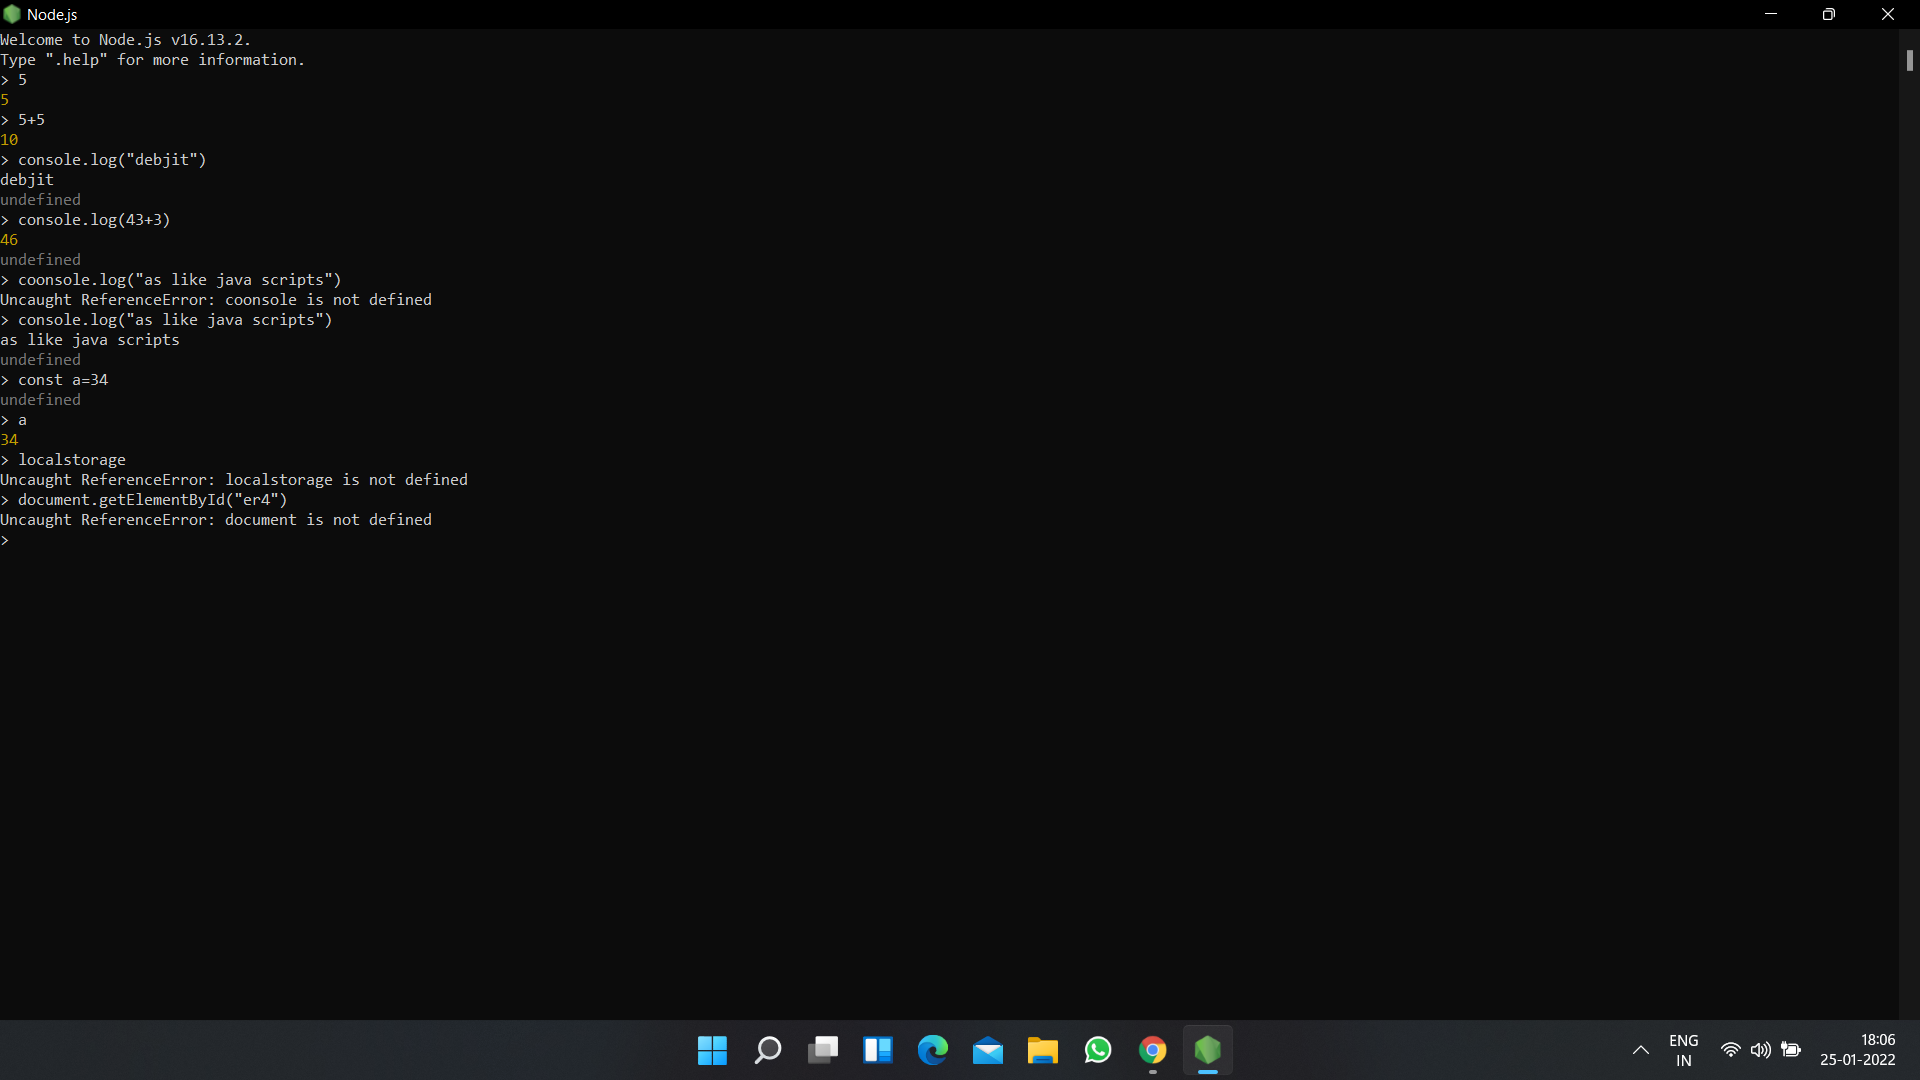 Node.js
Welcome to Node.js v16.13.2.
Type ".help" for more information.
> 5
5
> 5+5
10
> console.log("debjit")
debjit
undefined
> console.log(43+3)
46
undefined
> coonsole.log("as like java scripts")
Uncaught ReferenceError: coonsole is not defined
> console.log("as like java scripts")
as like java scripts
undefined
> const a=34
undefined
> a
34
> localstorage
Uncaught ReferenceError: localstorage is not defined
> document.getElementById("er4")
Uncaught ReferenceError: document is not defined
>
ENG
IN
18:06
25-01-2022